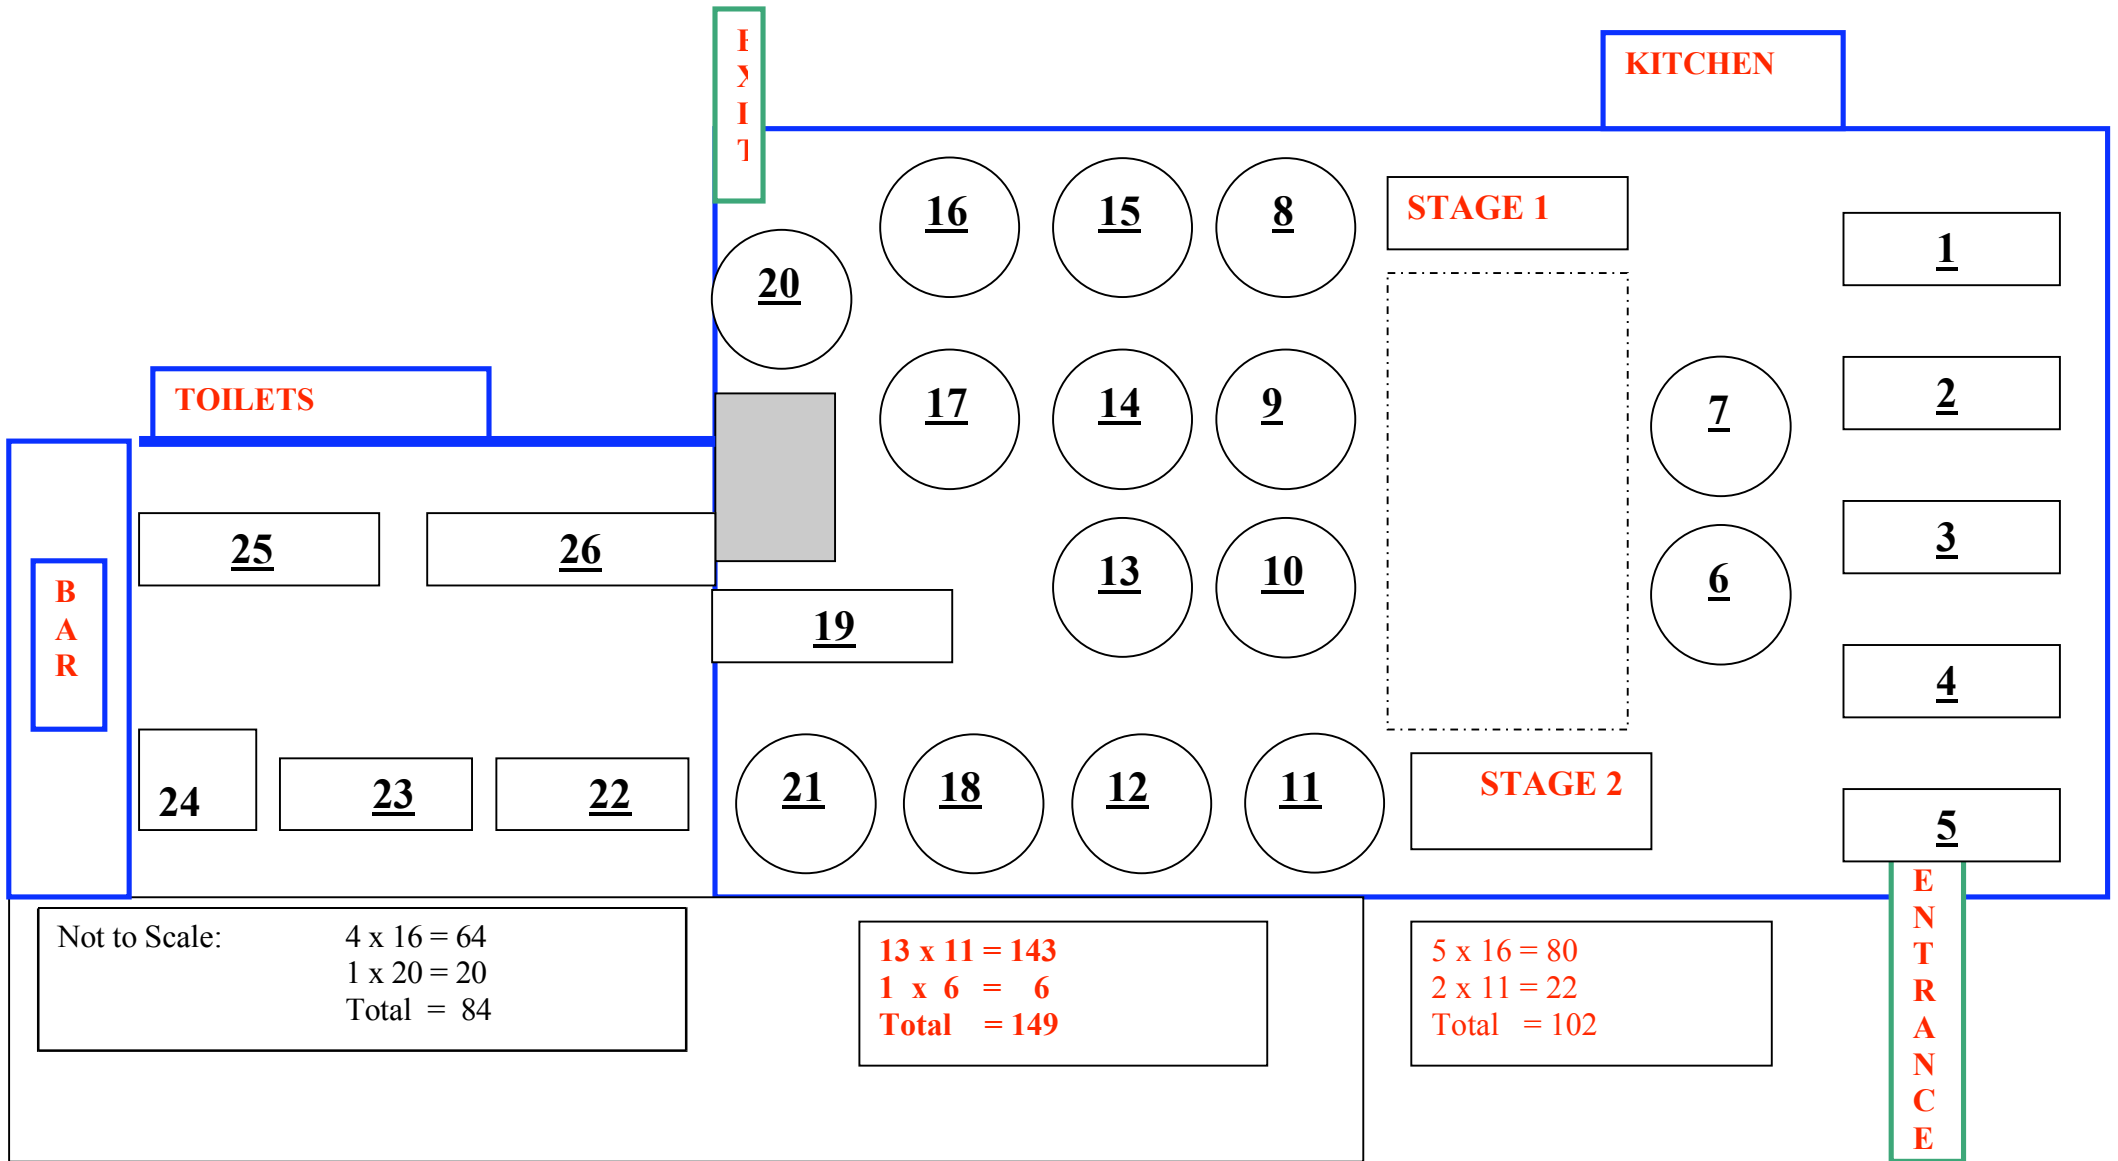 EXIT
KITCHEN
16
15
8
STAGE 1
1
20
TOILETS
17
14
9
7
2
25
26
13
10
6
3
BAR
19
4
24
23
22
21
18
12
11
STAGE 2
5
ENTRANCE
Not to Scale: 4 x 16 = 64
1 x 20 = 20
Total = 84
13 x 11 = 143
1 x 6 = 6
Total = 149
5 x 16 = 80
2 x 11 = 22
Total = 102